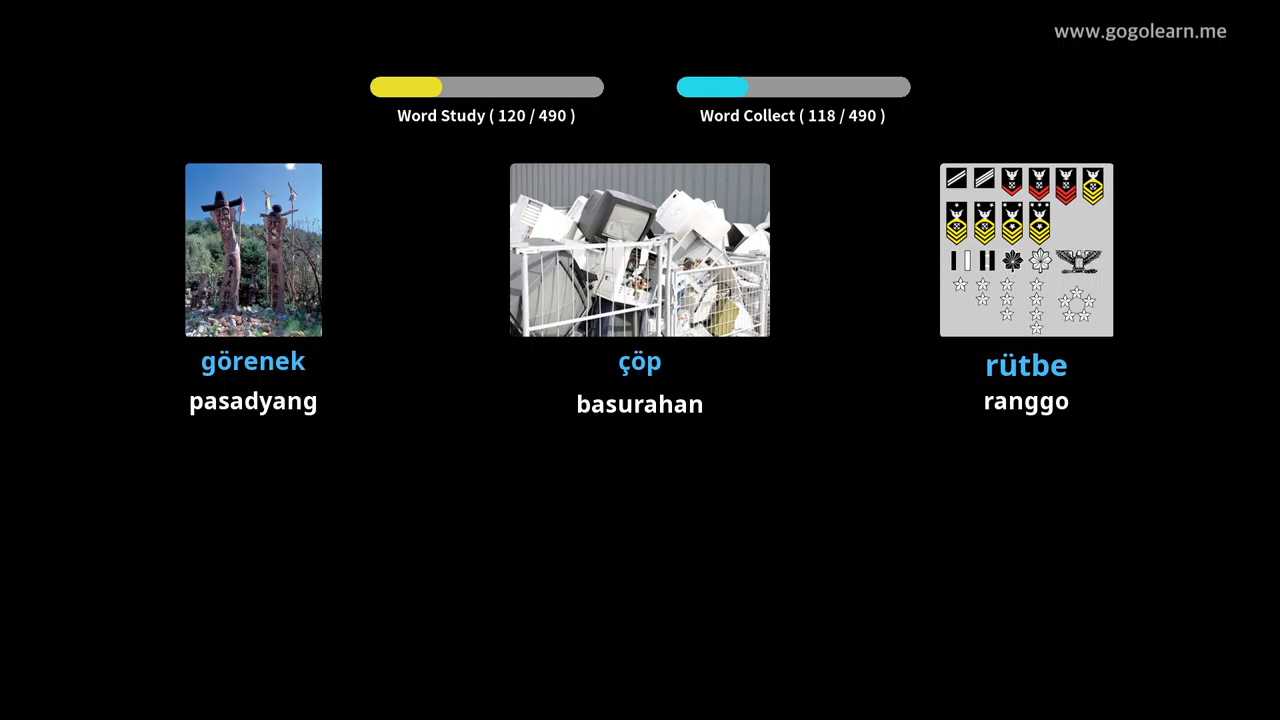 www.gogolearn.me
Word Study ( 120 / 490 )
Word Collect ( 118 / 490 )
görenek
çöp
rütbe
pasadyang
basurahan
ranggo